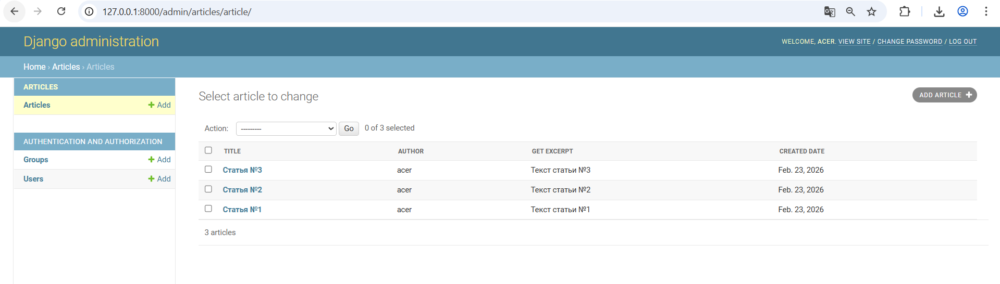 127.0.0.1:8000/admin/articles/article/
Django administration
WELCOME, ACER. VIEW SITE / CHANGE PASSWORD / LOG OUT
Home › Articles › Articles
ARTICLES
Articles + Add
AUTHENTICATION AND AUTHORIZATION
Groups + Add
Users + Add
Select article to change
ADD ARTICLE +
Action: --------- Go 0 of 3 selected
TITLE AUTHOR GET EXCERPT CREATED DATE
Статья №3 acer Текст статьи №3 Feb. 23, 2026
Статья №2 acer Текст статьи №2 Feb. 23, 2026
Статья №1 acer Текст статьи №1 Feb. 23, 2026
3 articles